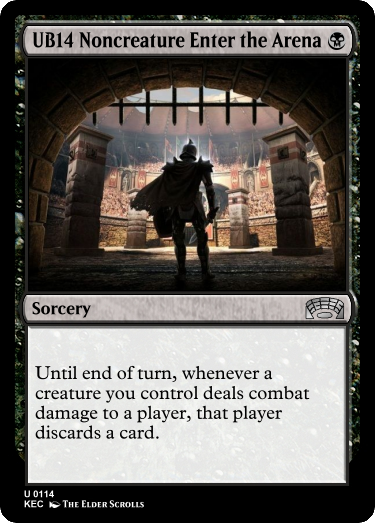 UB14 Noncreature Enter the Arena
Sorcery
Until end of turn, whenever a
creature you control deals combat
damage to a player, that player
discards a card.
U 0114
KEC The Elder Scrolls